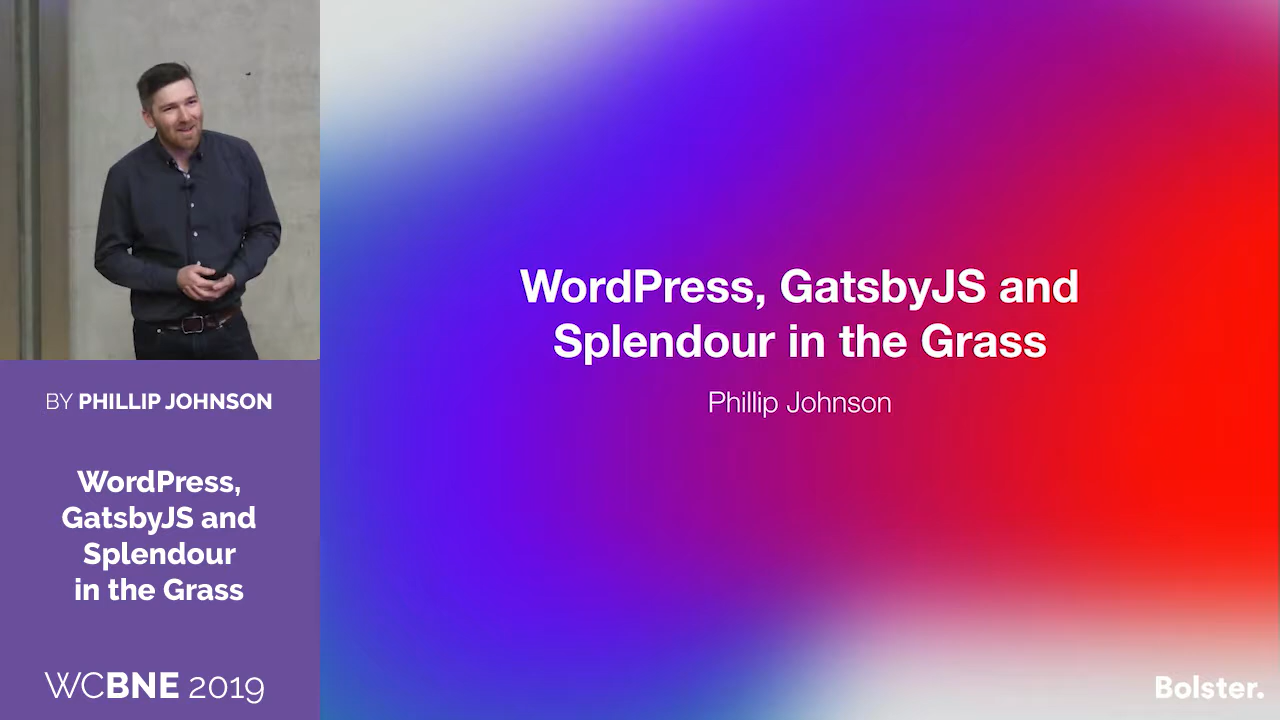 BY PHILLIP JOHNSON
WordPress,
GatsbyJS and
Splendour
in the Grass
WCBNE 2019
WordPress, GatsbyJS and
Splendour in the Grass
Phillip Johnson
Bolster.